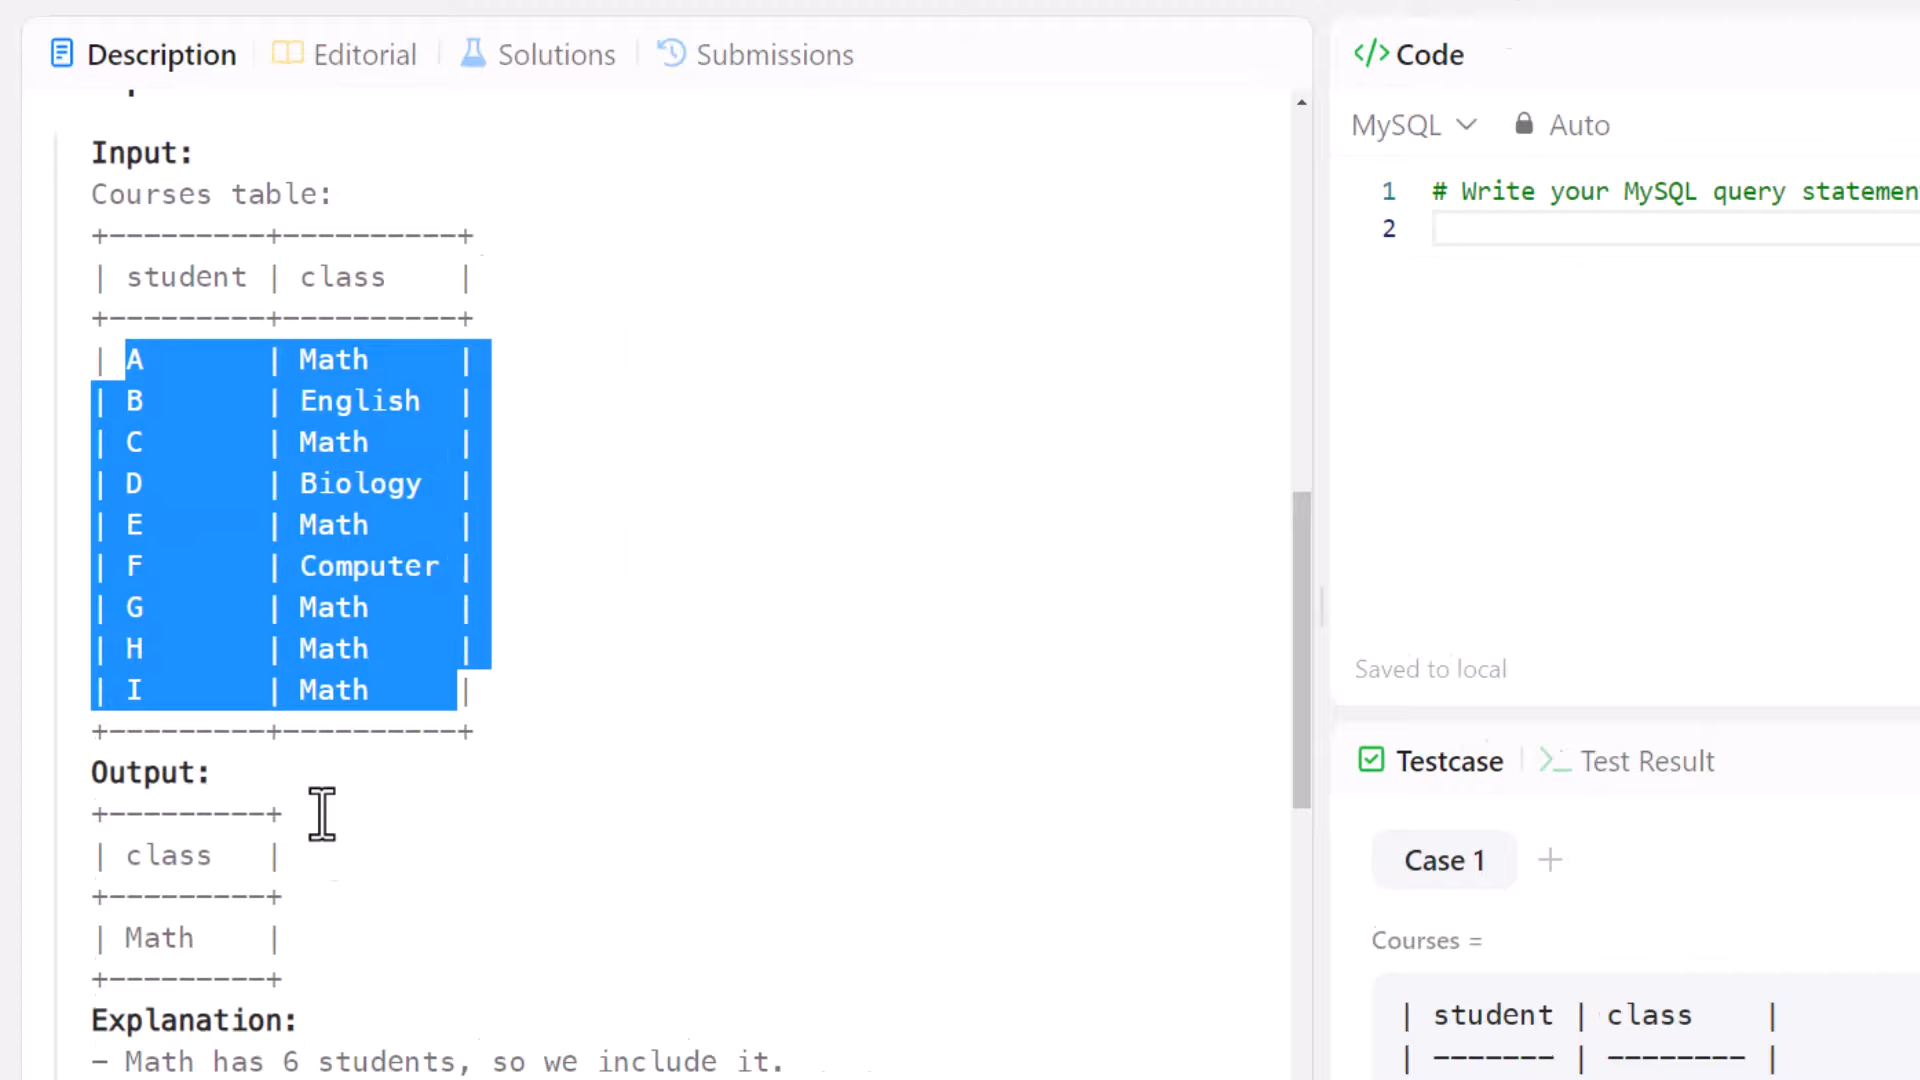 Description | Editorial | Solutions | Submissions
Input:
Courses table:
+---------+----------+
| student | class    |
+---------+----------+
| A       | Math     |
| B       | English  |
| C       | Math     |
| D       | Biology  |
| E       | Math     |
| F       | Computer |
| G       | Math     |
| H       | Math     |
| I       | Math     |
+---------+----------+
Output:
+---------+
| class   |
+---------+
| Math    |
+---------+
Explanation:
- Math has 6 students, so we include it.
</> Code
MySQL Auto
1 # Write your MySQL query statemen
2
Saved to local
Testcase | >_ Test Result
Case 1 +
Courses =
| student | class    |
| ------- | -------- |